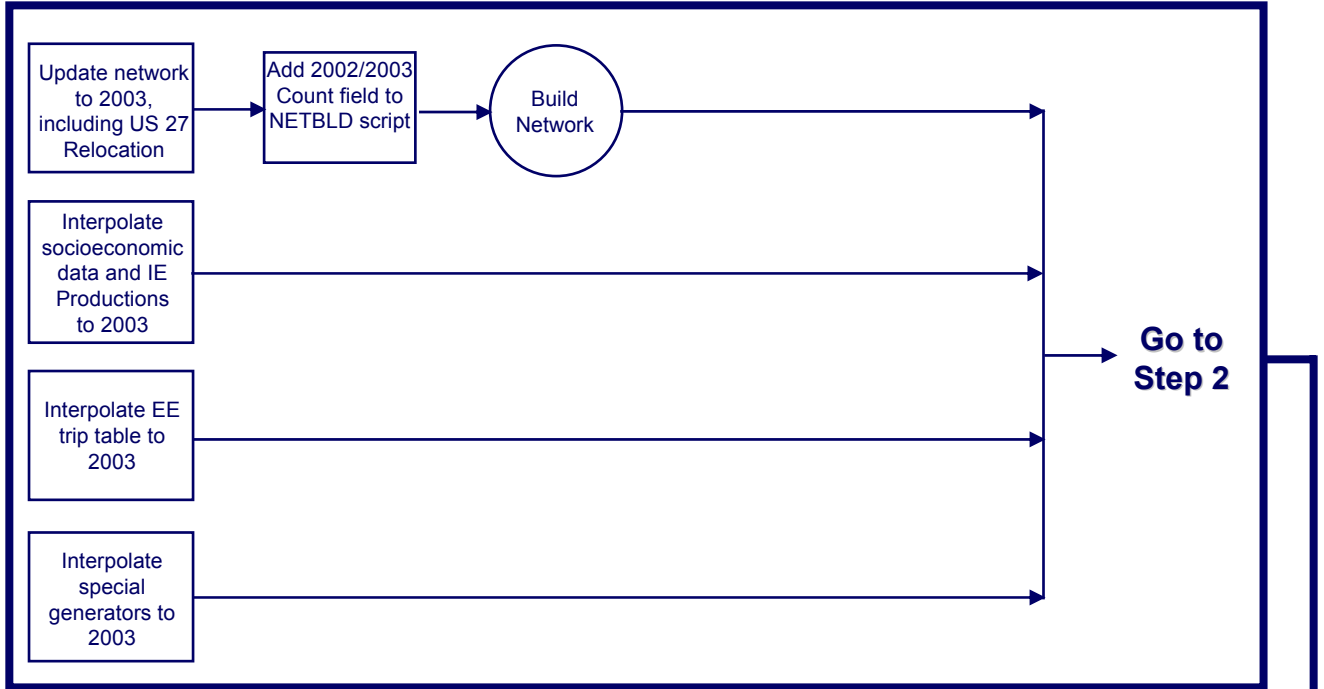 Update network
to 2003,
including US 27
Relocation
Add 2002/2003
Count field to
NETBLD script
Build
Network
Interpolate
socioeconomic
data and IE
Productions
to 2003
Interpolate EE
trip table to
2003
Interpolate
special
generators to
2003
Go to
Step 2